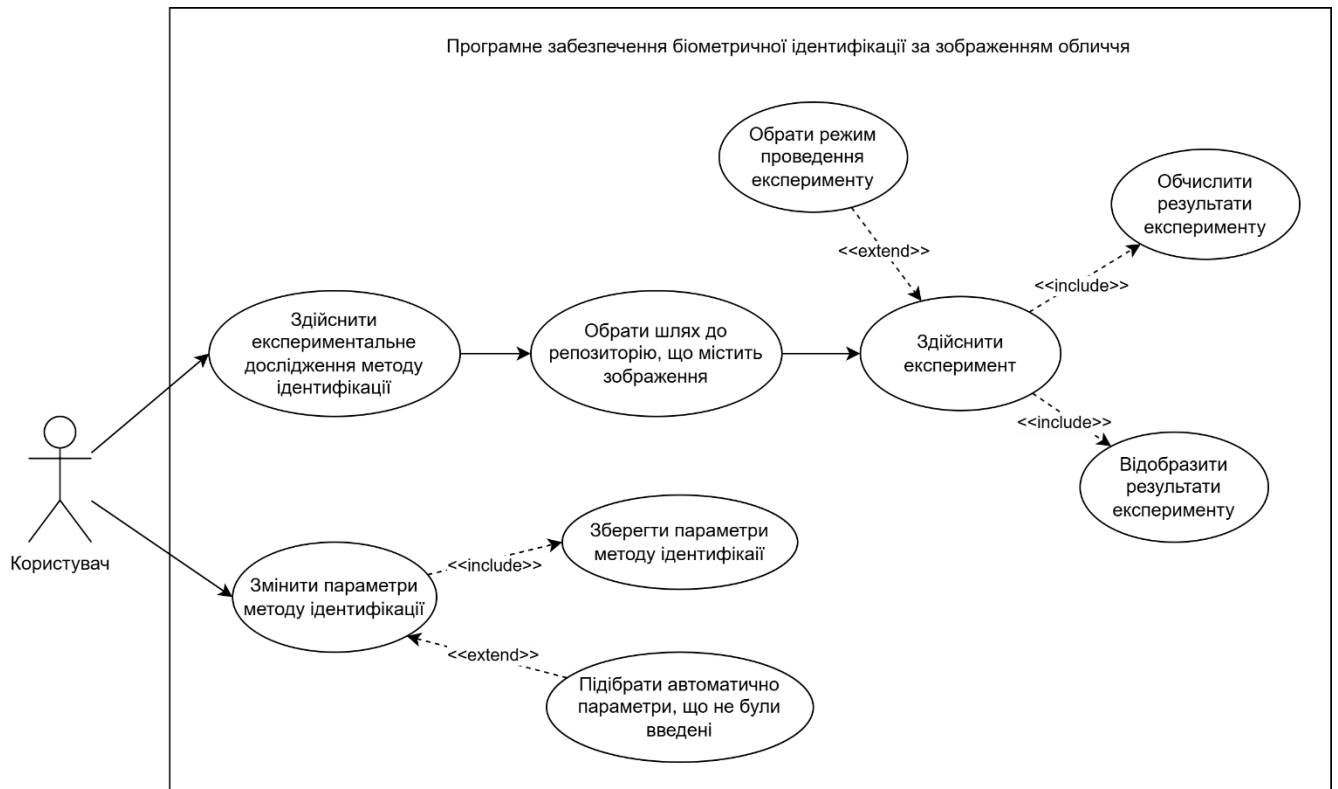 Програмне забезпечення біометричної ідентифікації за зображенням обличчя
Обрати режим
проведення
експерименту
Обчислити
результати
експерименту
<<extend>>
<<include>>
Здійснити
експериментальне
дослідження методу
ідентифікації
Обрати шлях до
репозиторію, що містить
зображення
Здійснити
експеримент
<<include>>
Відобразити
результати
експерименту
Користувач
Змінити параметри
методу ідентифікації
<<include>>
Зберегти параметри
методу ідентифікаії
<<extend>>
Підібрати автоматично
параметри, що не були
введені